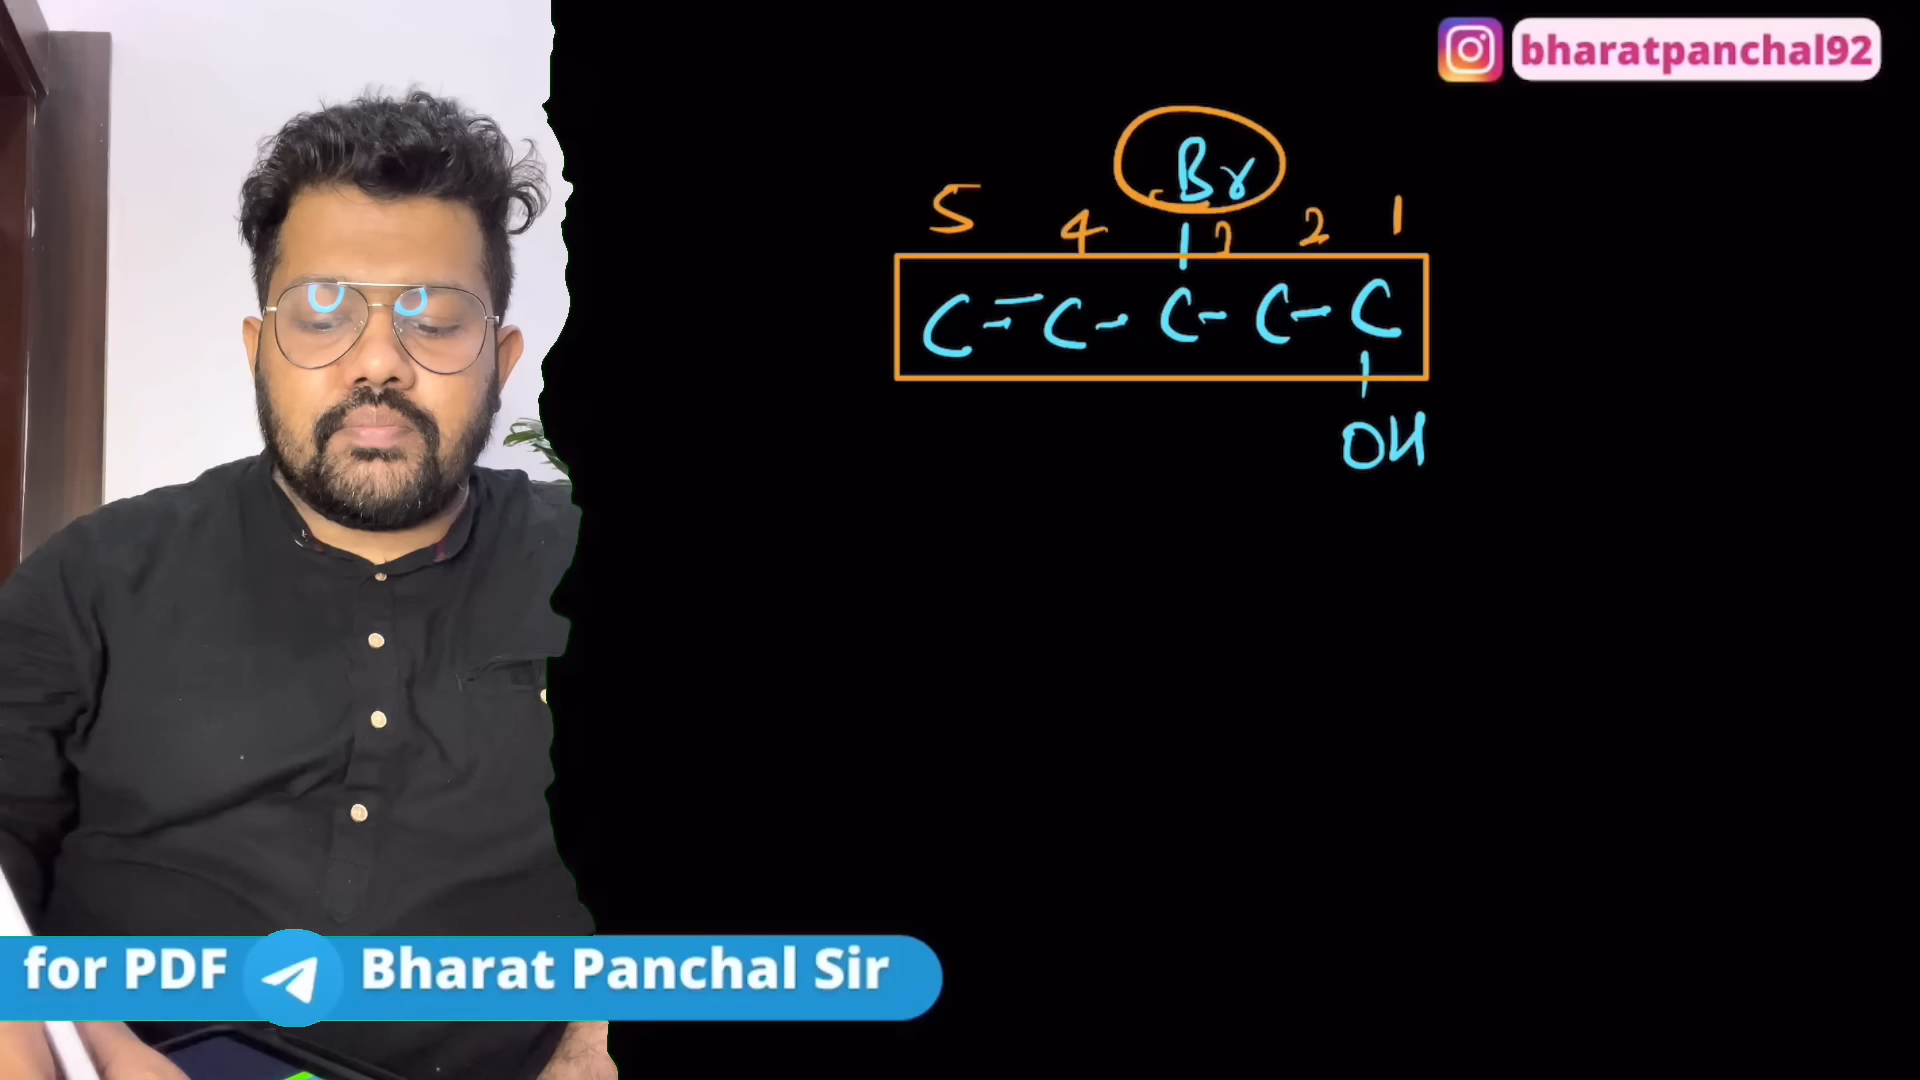 bharatpanchal92
Br
5 4 3 2 1
C = C - C - C - C
OH
for PDF Bharat Panchal Sir